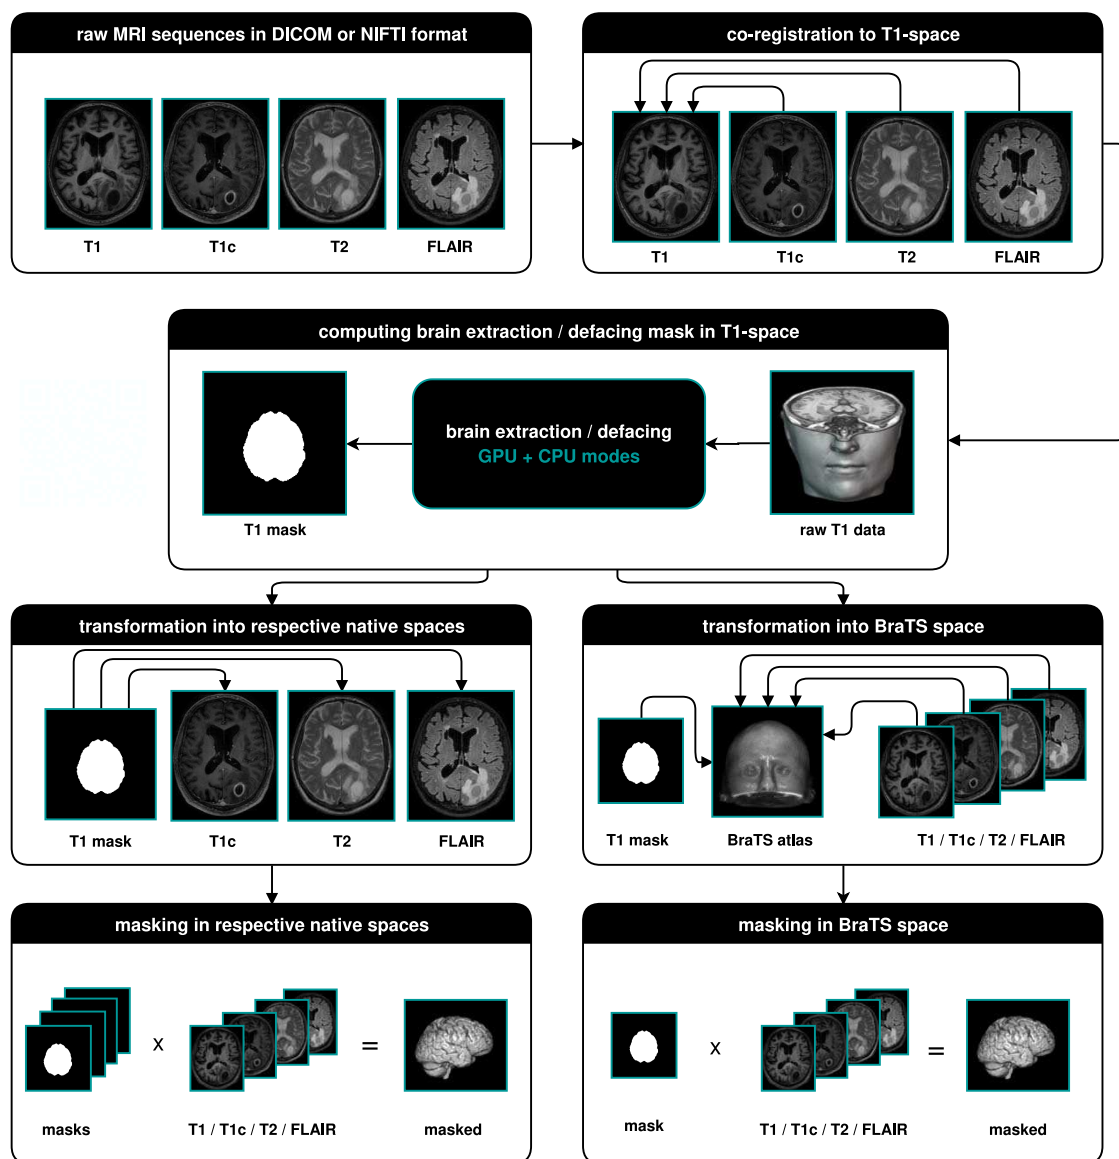 raw MRI sequences in DICOM or NIFTI format
T1
T1c
T2
FLAIR
co-registration to T1-space
T1
T1c
T2
FLAIR
computing brain extraction / defacing mask in T1-space
T1 mask
brain extraction / defacing
GPU + CPU modes
raw T1 data
transformation into respective native spaces
T1 mask
T1c
T2
FLAIR
transformation into BraTS space
T1 mask
BraTS atlas
T1 / T1c / T2 / FLAIR
masking in respective native spaces
x
=
masks
T1 / T1c / T2 / FLAIR
masked
masking in BraTS space
x
=
mask
T1 / T1c / T2 / FLAIR
masked